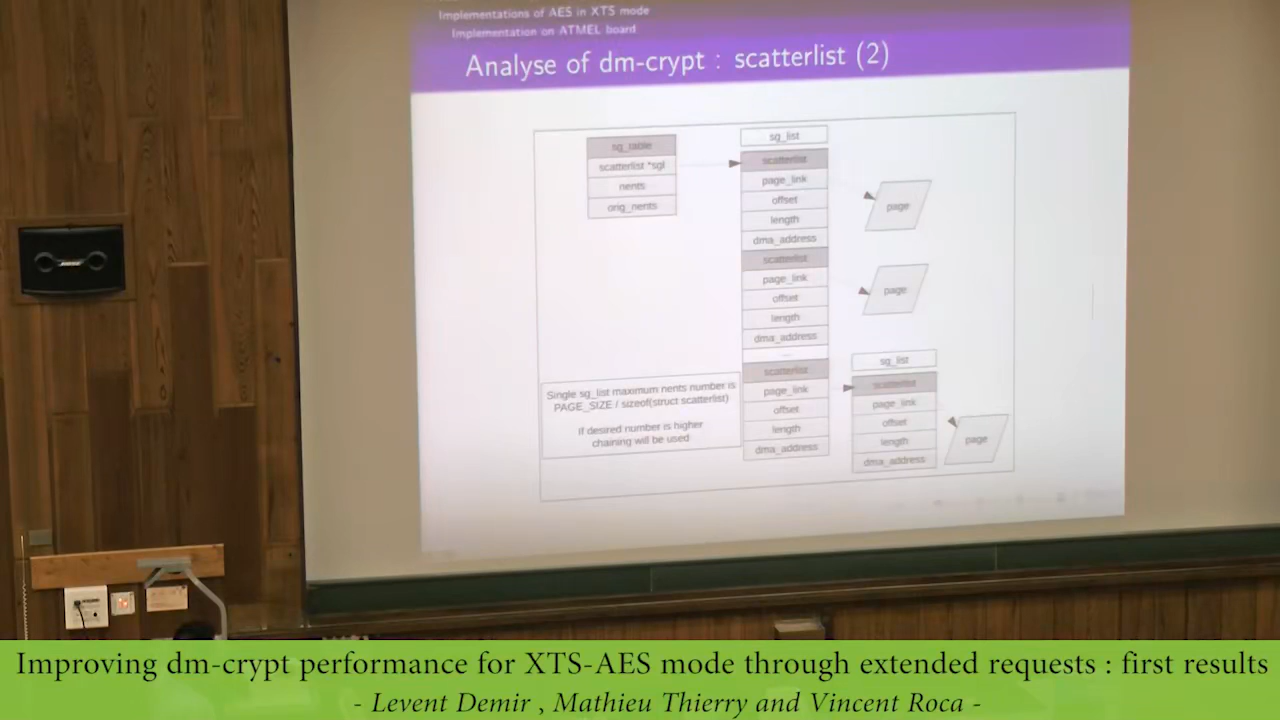 Implementations of AES in XTS mode
Implementation on ATMEL board
Analyse of dm-crypt : scatterlist (2)
sg_table
scatterlist *sgl
nents
orig_nents
sg_list
scatterlist
page_link
offset
length
dma_address
scatterlist
page_link
offset
length
dma_address
...
scatterlist
page_link
offset
length
dma_address
page
page
sg_list
scatterlist
page_link
offset
length
dma_address
page
Single sg_list maximum nents number is
PAGE_SIZE / sizeof(struct scatterlist)
if desired number is higher
chaining will be used
BOSE
Improving dm-crypt performance for XTS-AES mode through extended requests : first results
- Levent Demir , Mathieu Thierry and Vincent Roca -